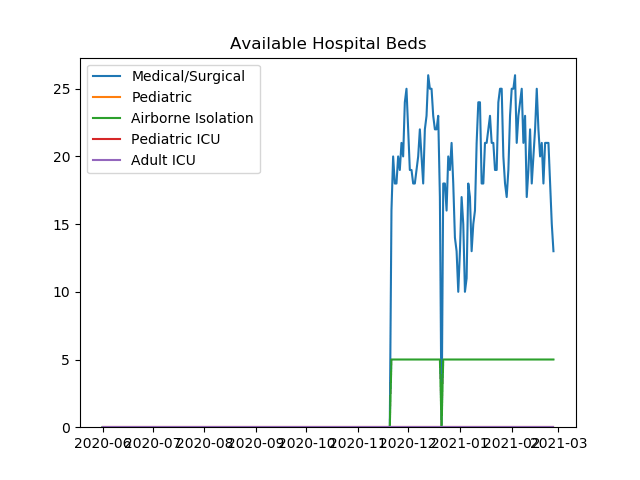 Available Hospital Beds
Medical/Surgical
Pediatric
Airborne Isolation
Pediatric ICU
Adult ICU
25
20
15
10
5
0
2020-06 2020-07 2020-08 2020-09 2020-10 2020-11 2020-12 2021-01 2021-02 2021-03